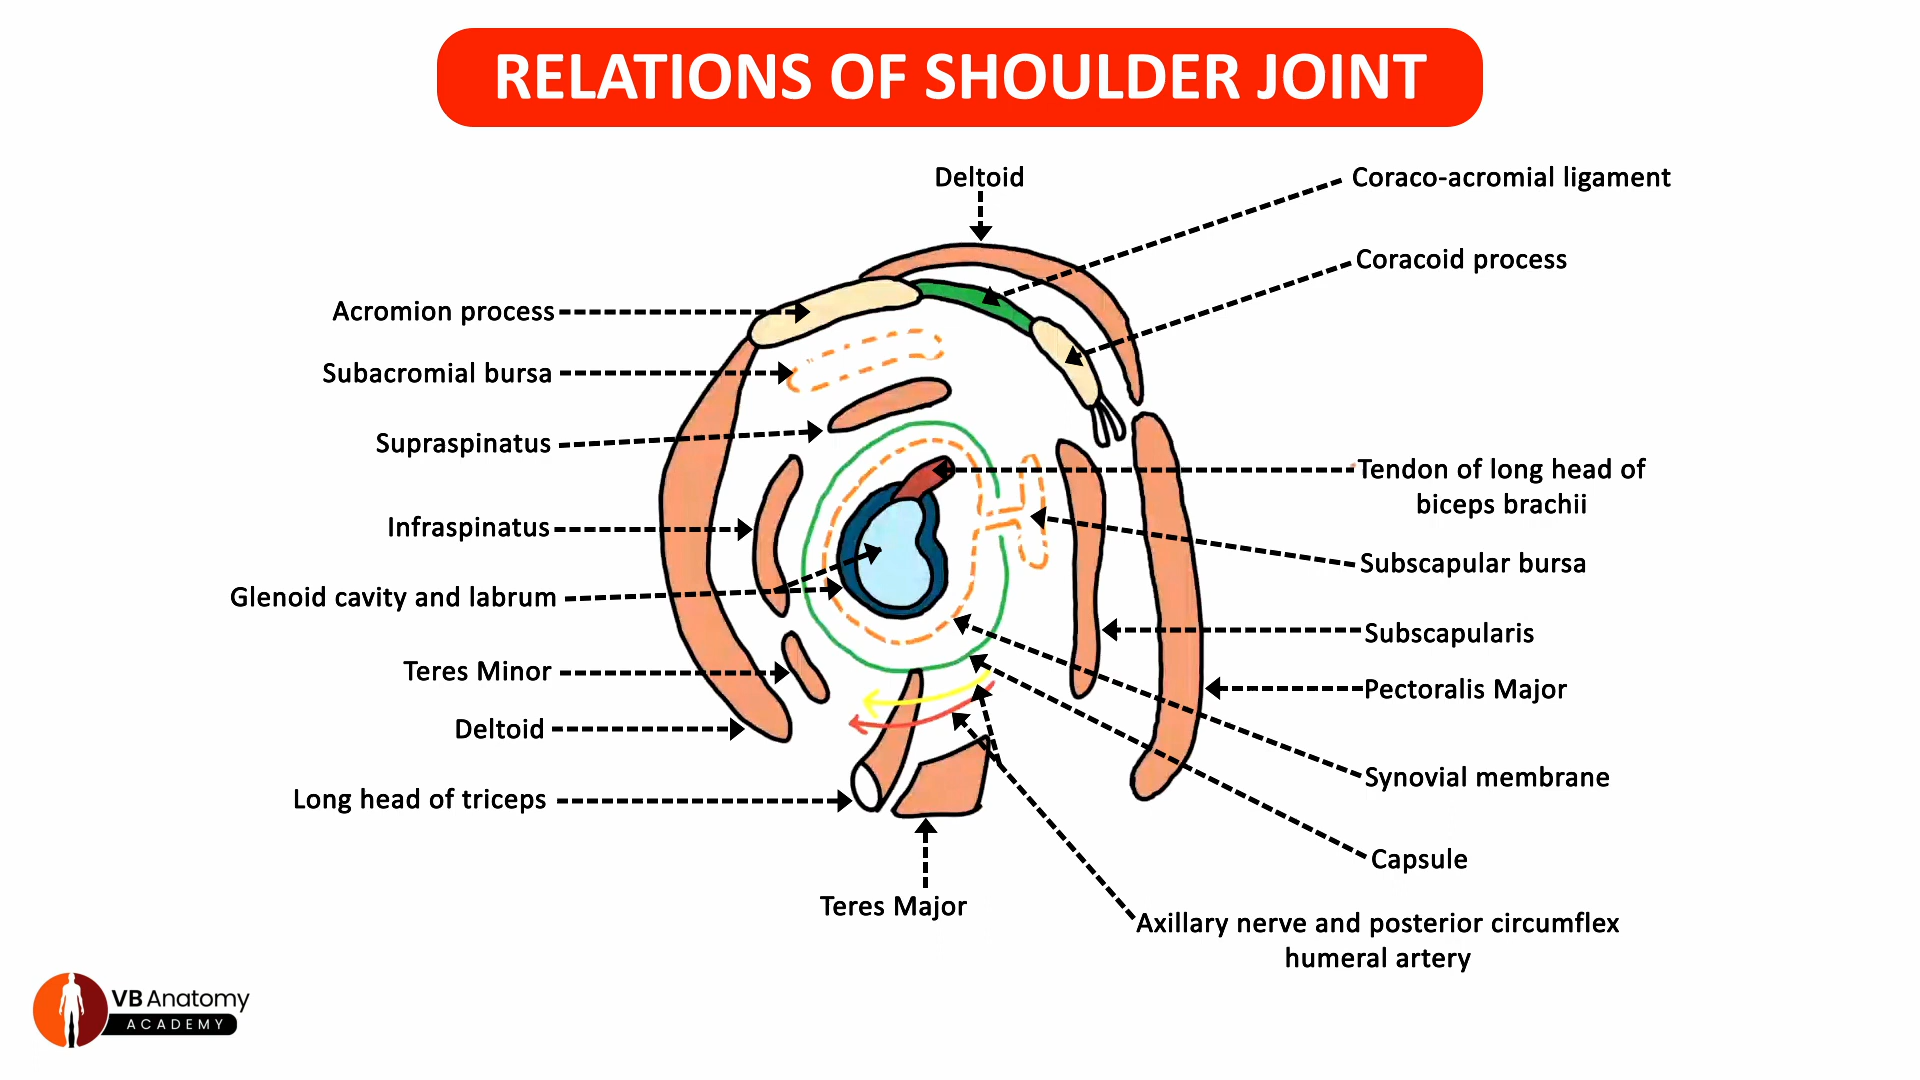 RELATIONS OF SHOULDER JOINT
Deltoid
Coraco-acromial ligament
Coracoid process
Acromion process
Subacromial bursa
Supraspinatus
Tendon of long head of
biceps brachii
Infraspinatus
Subscapular bursa
Glenoid cavity and labrum
Subscapularis
Teres Minor
Pectoralis Major
Deltoid
Synovial membrane
Long head of triceps
Capsule
Teres Major
Axillary nerve and posterior circumflex
humeral artery
VB Anatomy
ACADEMY